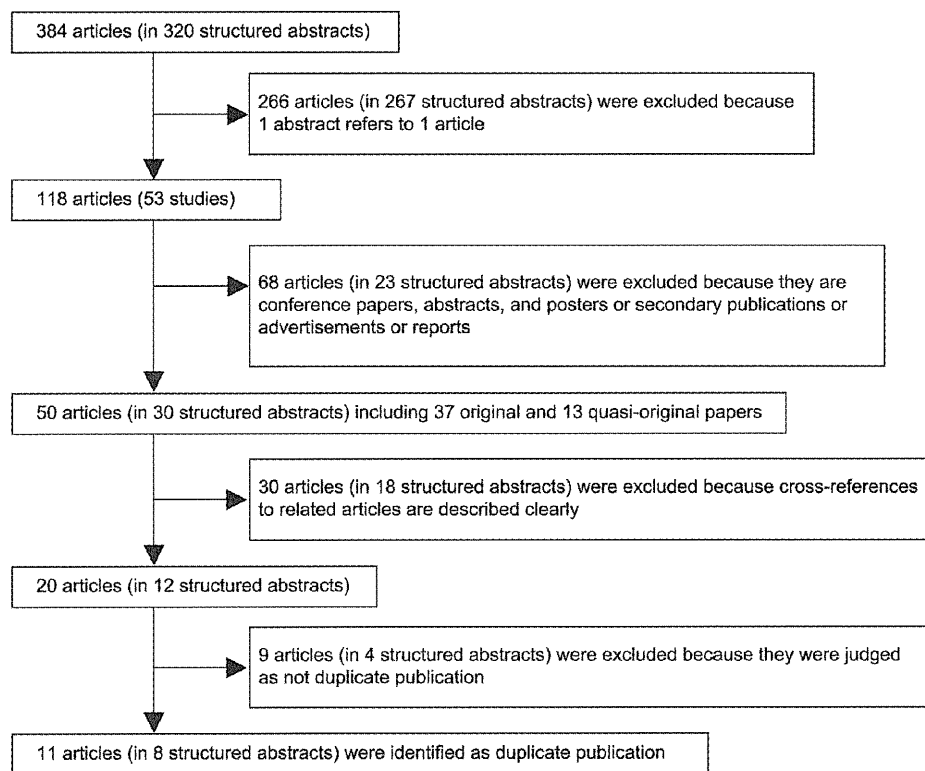 384 articles (in 320 structured abstracts)
266 articles (in 267 structured abstracts) were excluded because
1 abstract refers to 1 article
118 articles (53 studies)
68 articles (in 23 structured abstracts) were excluded because they are
conference papers, abstracts, and posters or secondary publications or
advertisements or reports
50 articles (in 30 structured abstracts) including 37 original and 13 quasi-original papers
30 articles (in 18 structured abstracts) were excluded because cross-references
to related articles are described clearly
20 articles (in 12 structured abstracts)
9 articles (in 4 structured abstracts) were excluded because they were judged
as not duplicate publication
11 articles (in 8 structured abstracts) were identified as duplicate publication